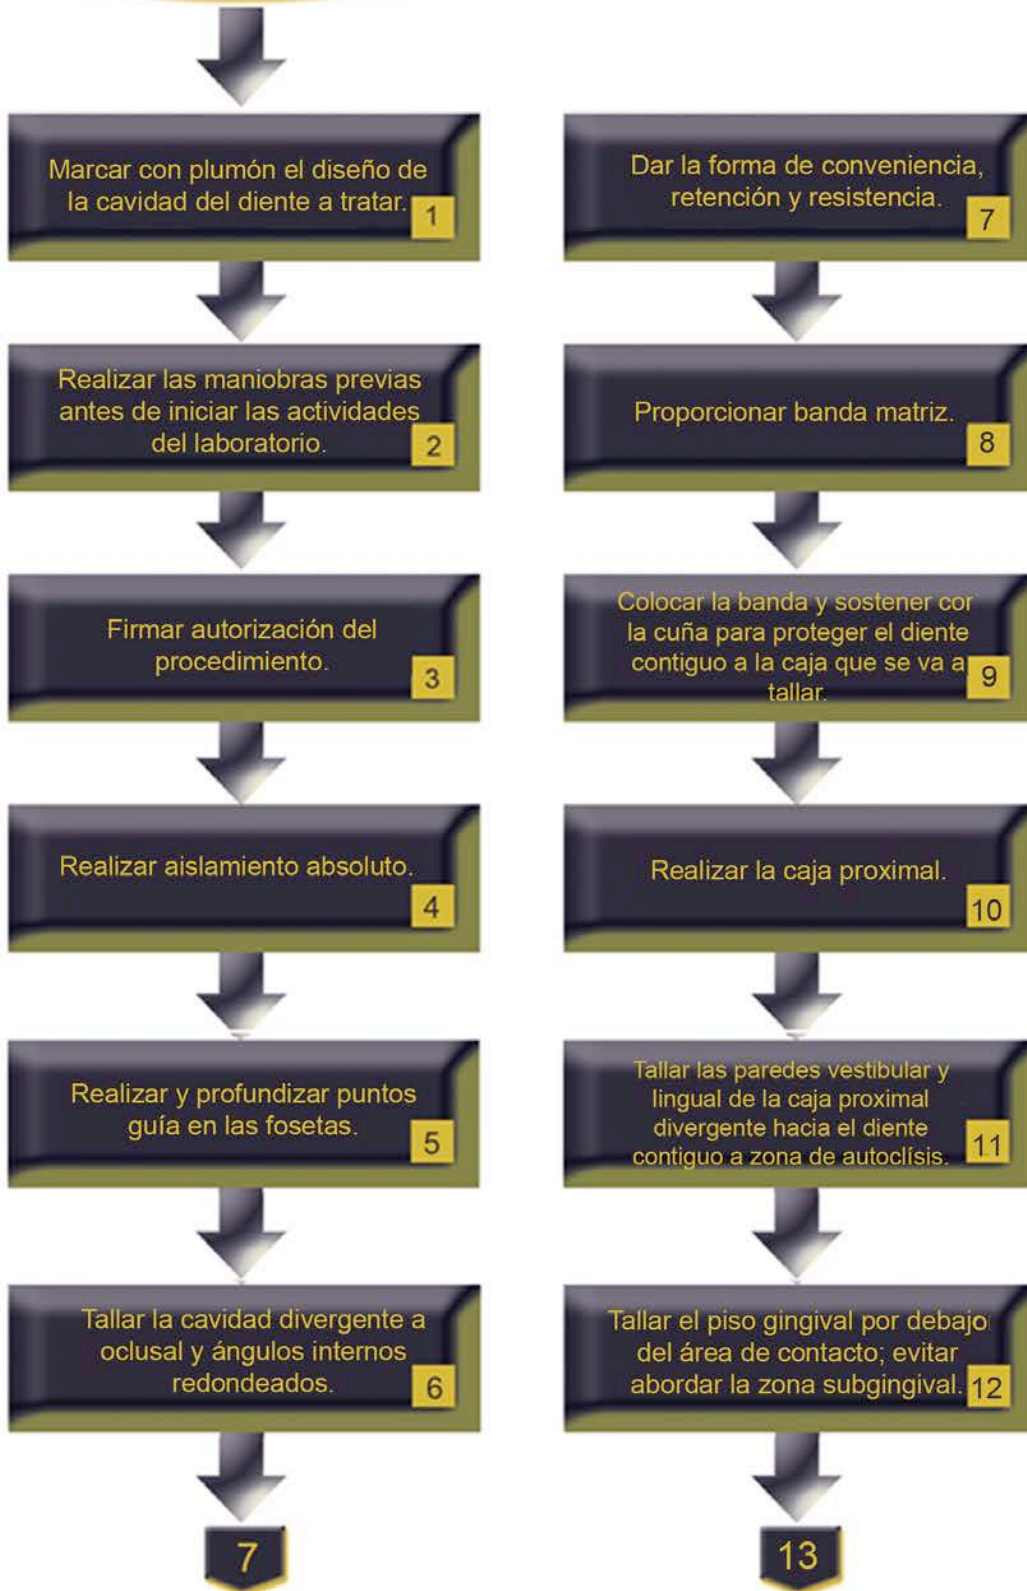 Marcar con plumón el diseño de
la cavidad del diente a tratar.
1
Realizar las maniobras previas
antes de iniciar las actividades
del laboratorio.
2
Firmar autorización del
procedimiento.
3
Realizar aislamiento absoluto.
4
Realizar y profundizar puntos
guía en las fosetas.
5
Tallar la cavidad divergente a
oclusal y ángulos internos
redondeados.
6
7
Dar la forma de conveniencia,
retención y resistencia.
7
Proporcionar banda matriz.
8
Colocar la banda y sostener cor
la cuña para proteger el diente
contiguo a la caja que se va a
tallar.
9
Realizar la caja proximal.
10
Tallar las paredes vestibular y
lingual de la caja proximal
divergente hacia el diente
contiguo a zona de autoclísis.
11
Tallar el piso gingival por debajo
del área de contacto; evitar
abordar la zona subgingival.
12
13